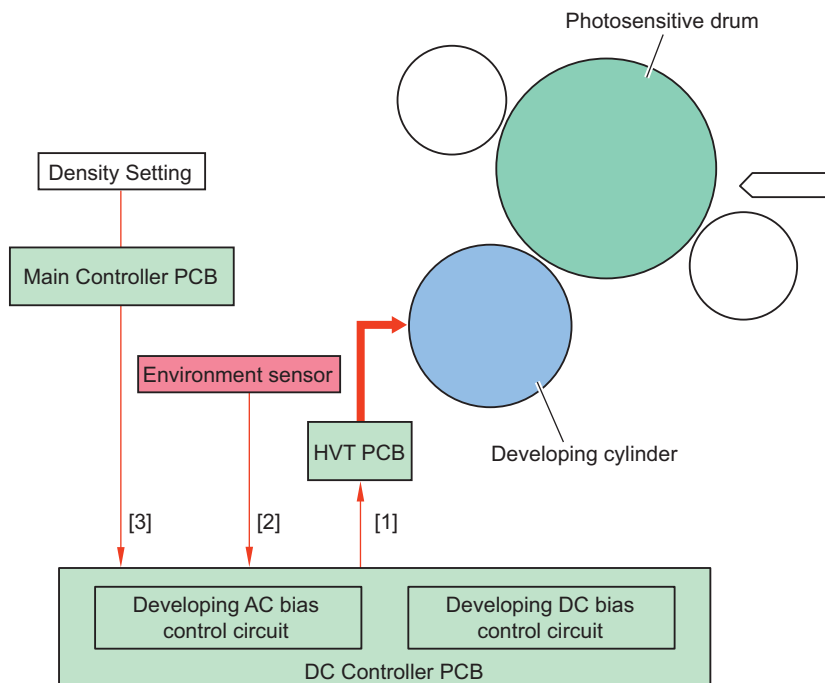 Photosensitive drum
Density Setting
Main Controller PCB
Environment sensor
HVT PCB
Developing cylinder
[3]
[2]
[1]
Developing AC bias
control circuit
Developing DC bias
control circuit
DC Controller PCB